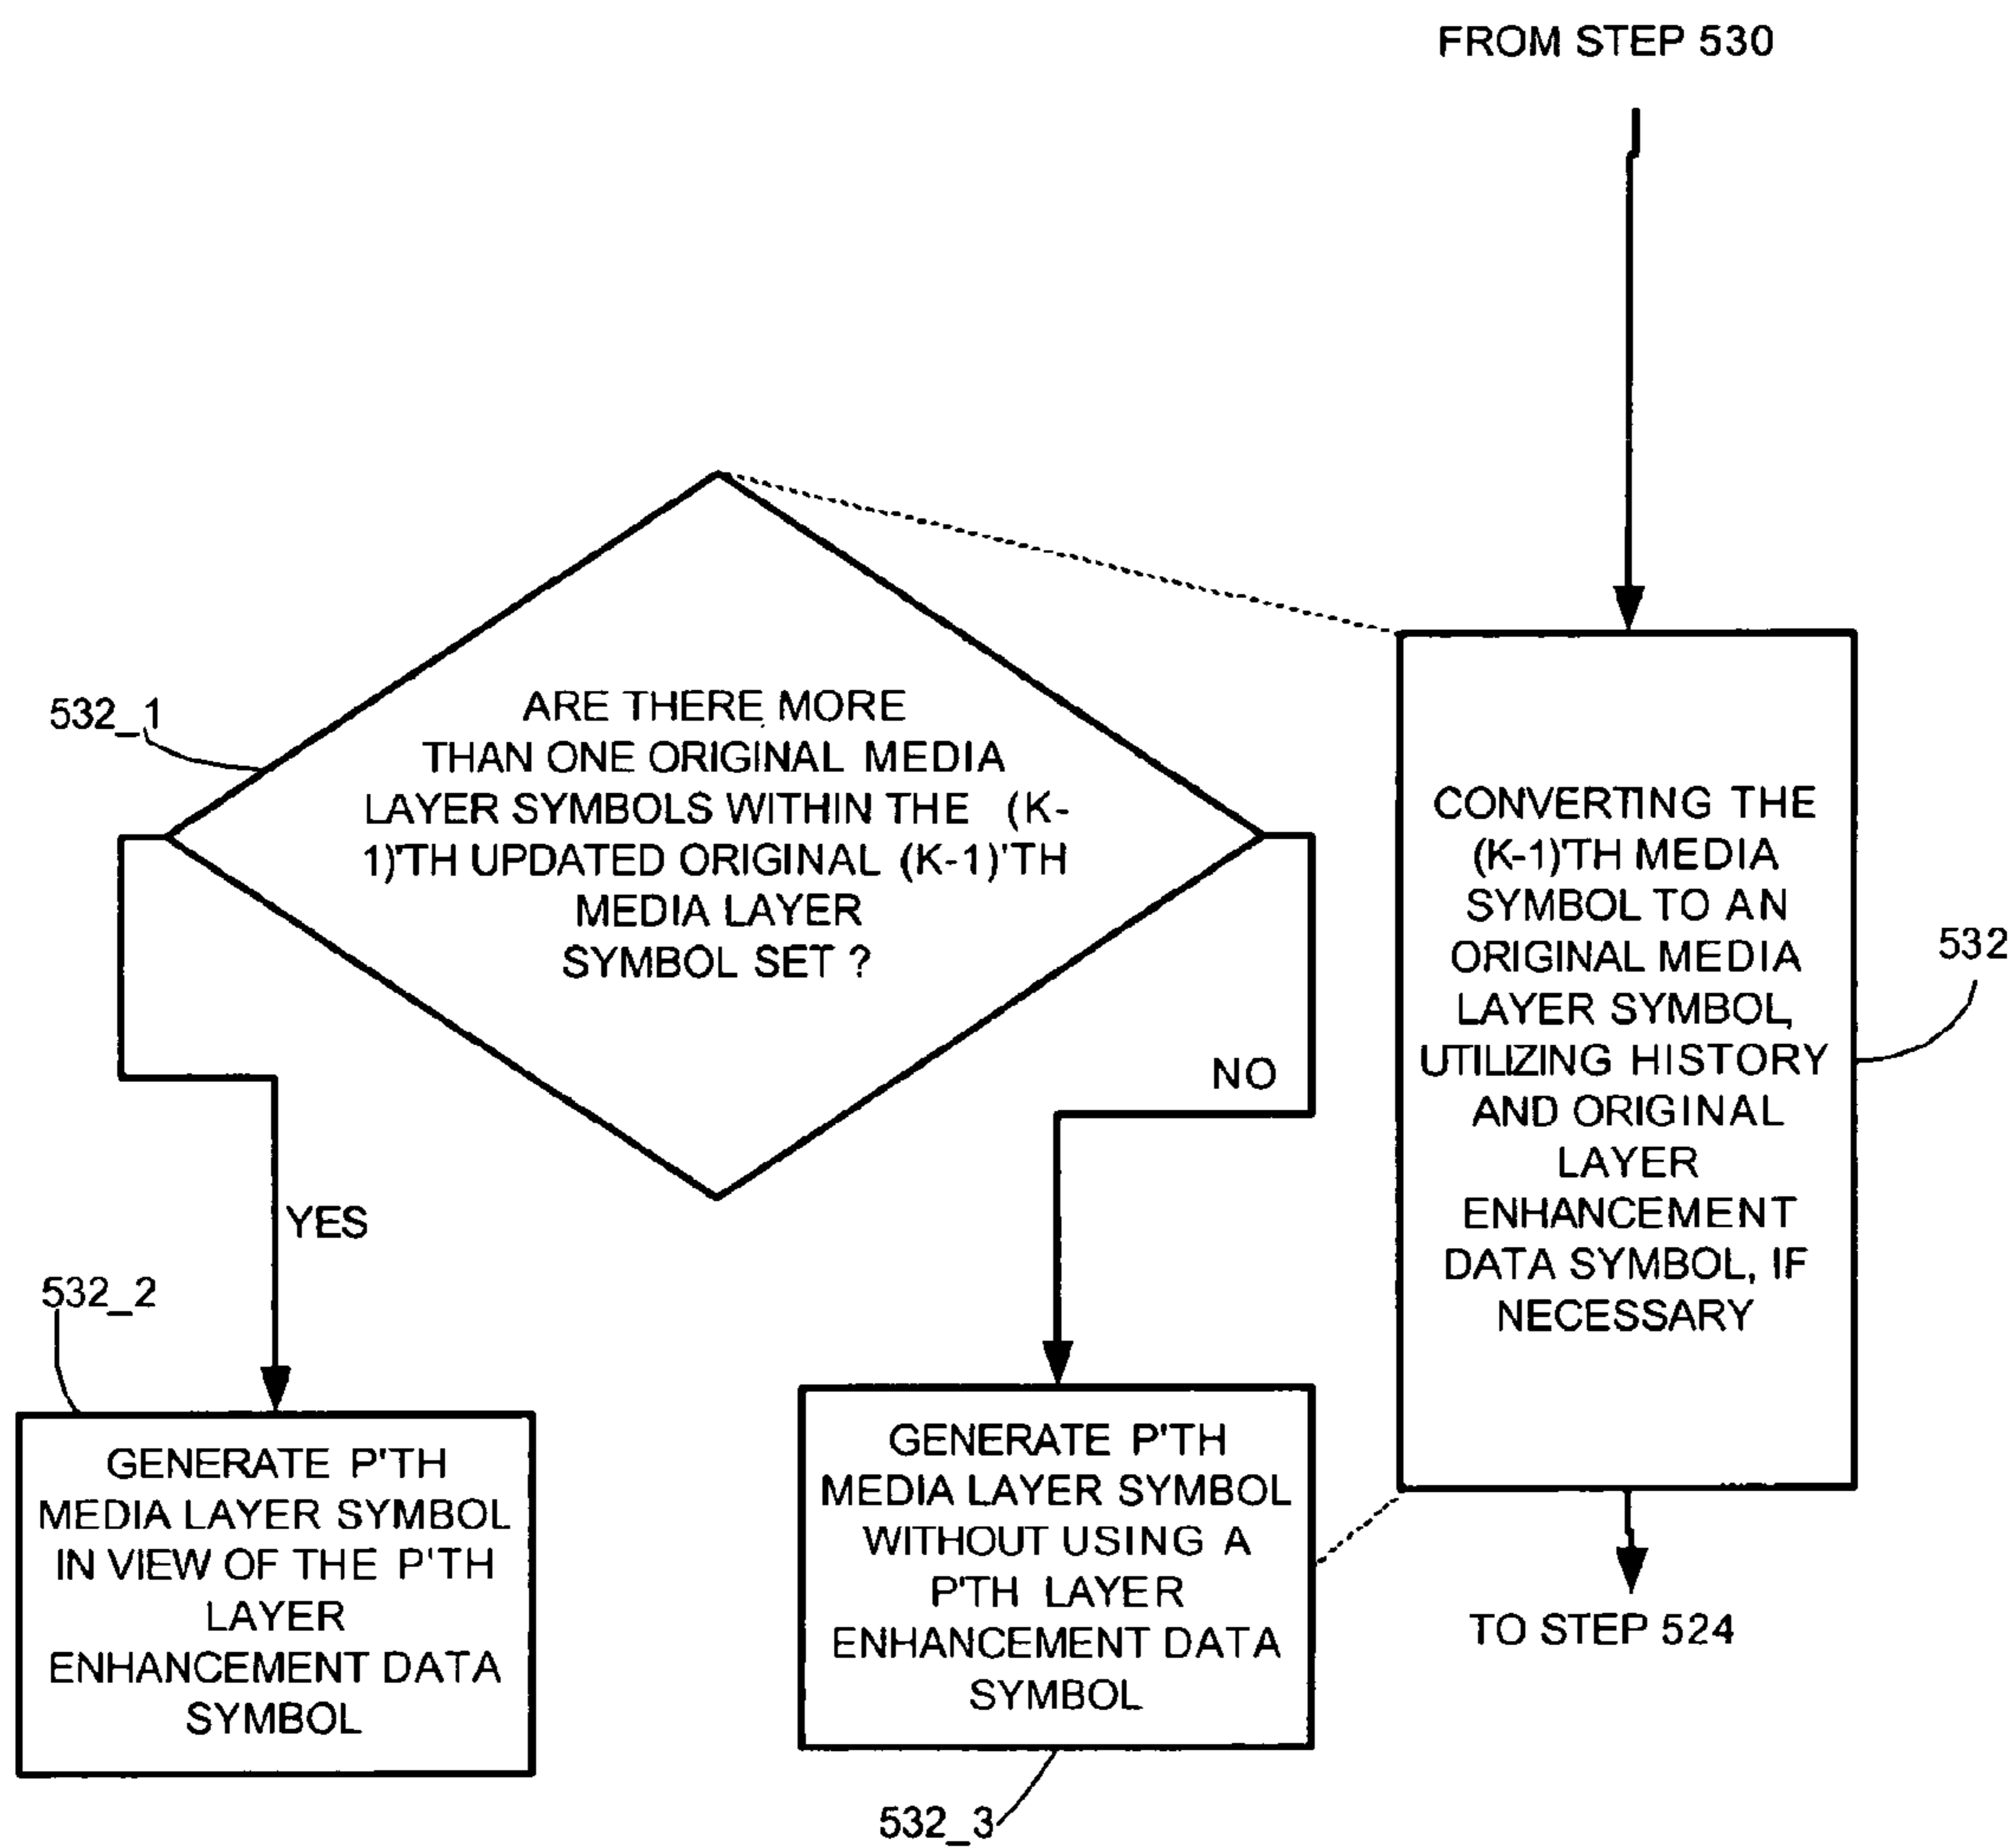 FROM STEP 530
532_1
ARE THERE MORE
THAN ONE ORIGINAL MEDIA
LAYER SYMBOLS WITHIN THE (K-
1)'TH UPDATED ORIGINAL (K-1)'TH
MEDIA LAYER
SYMBOL SET ?
YES
NO
532_2
GENERATE P'TH
MEDIA LAYER SYMBOL
IN VIEW OF THE P'TH
LAYER
ENHANCEMENT DATA
SYMBOL
GENERATE P'TH
MEDIA LAYER SYMBOL
WITHOUT USING A
P'TH LAYER
ENHANCEMENT DATA
SYMBOL
532_3
CONVERTING THE
(K-1)'TH MEDIA
SYMBOL TO AN
ORIGINAL MEDIA
LAYER SYMBOL,
UTILIZING HISTORY
AND ORIGINAL
LAYER
ENHANCEMENT
DATA SYMBOL, IF
NECESSARY
532
TO STEP 524